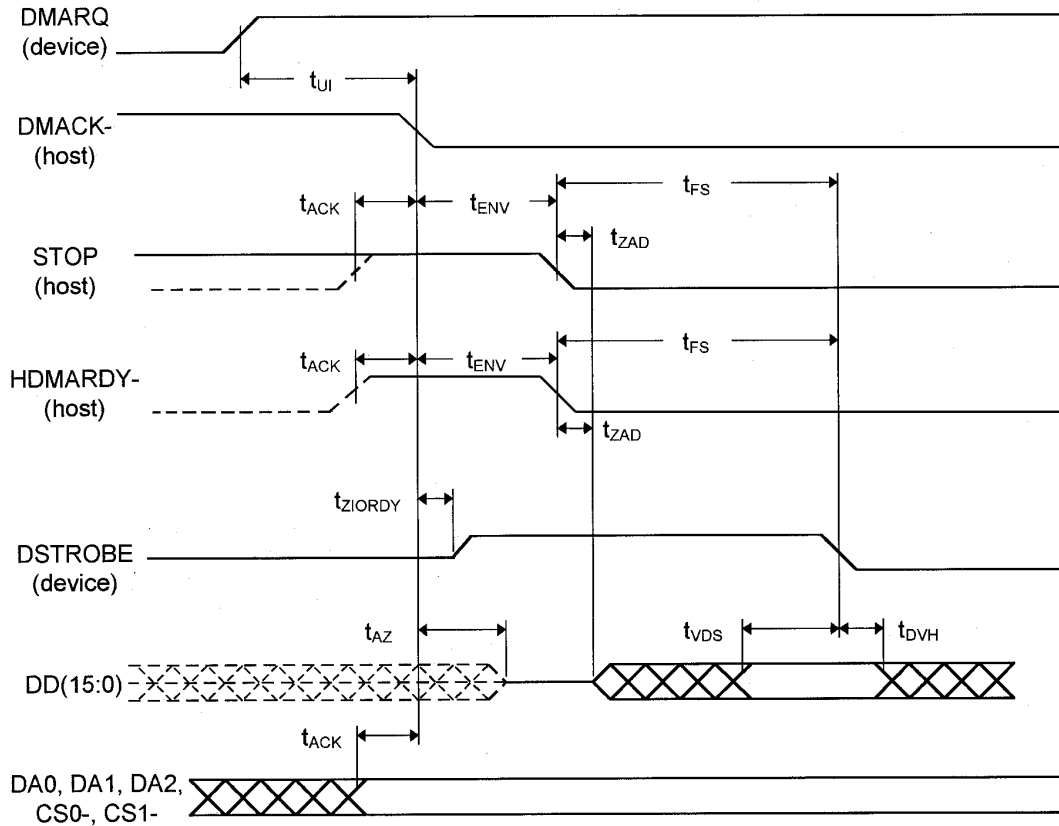 DMARQ
(device)
tUI
DMACK-
(host)
tACK
tENV
tFS
tZAD
STOP
(host)
tACK
tENV
tFS
HDMARDY-
(host)
tZAD
tZIORDY
DSTROBE
(device)
tAZ
tVDS
tDVH
DD(15:0)
tACK
DA0, DA1, DA2,
CS0-, CS1-